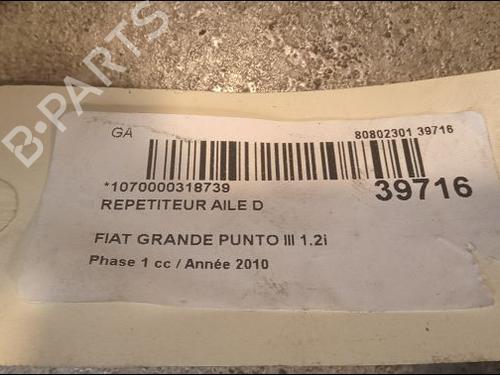 B-PARTS
GA
80802301 39716
*1070000318739
39716
REPETITEUR AILE D
FIAT GRANDE PUNTO III 1.2i
Phase 1 cc / Année 2010